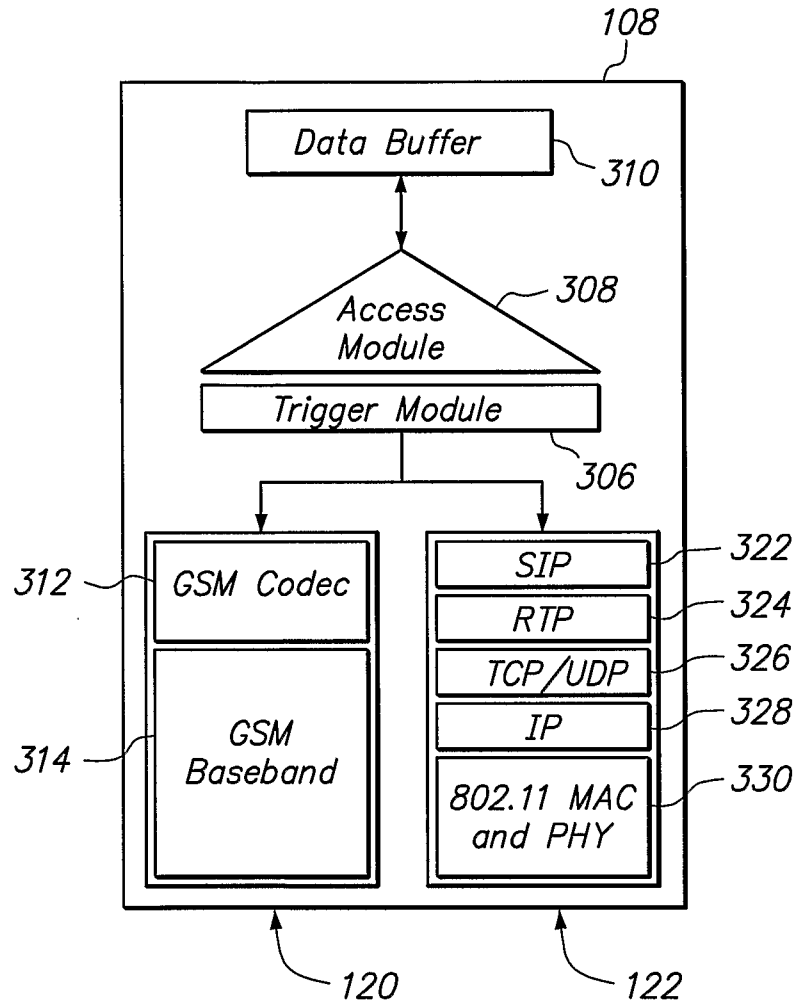 108
Data Buffer
310
Access
Module
308
Trigger Module
306
312
GSM Codec
314
GSM
Baseband
SIP
322
RTP
324
TCP/UDP
326
IP
328
802.11 MAC
and PHY
330
120
122